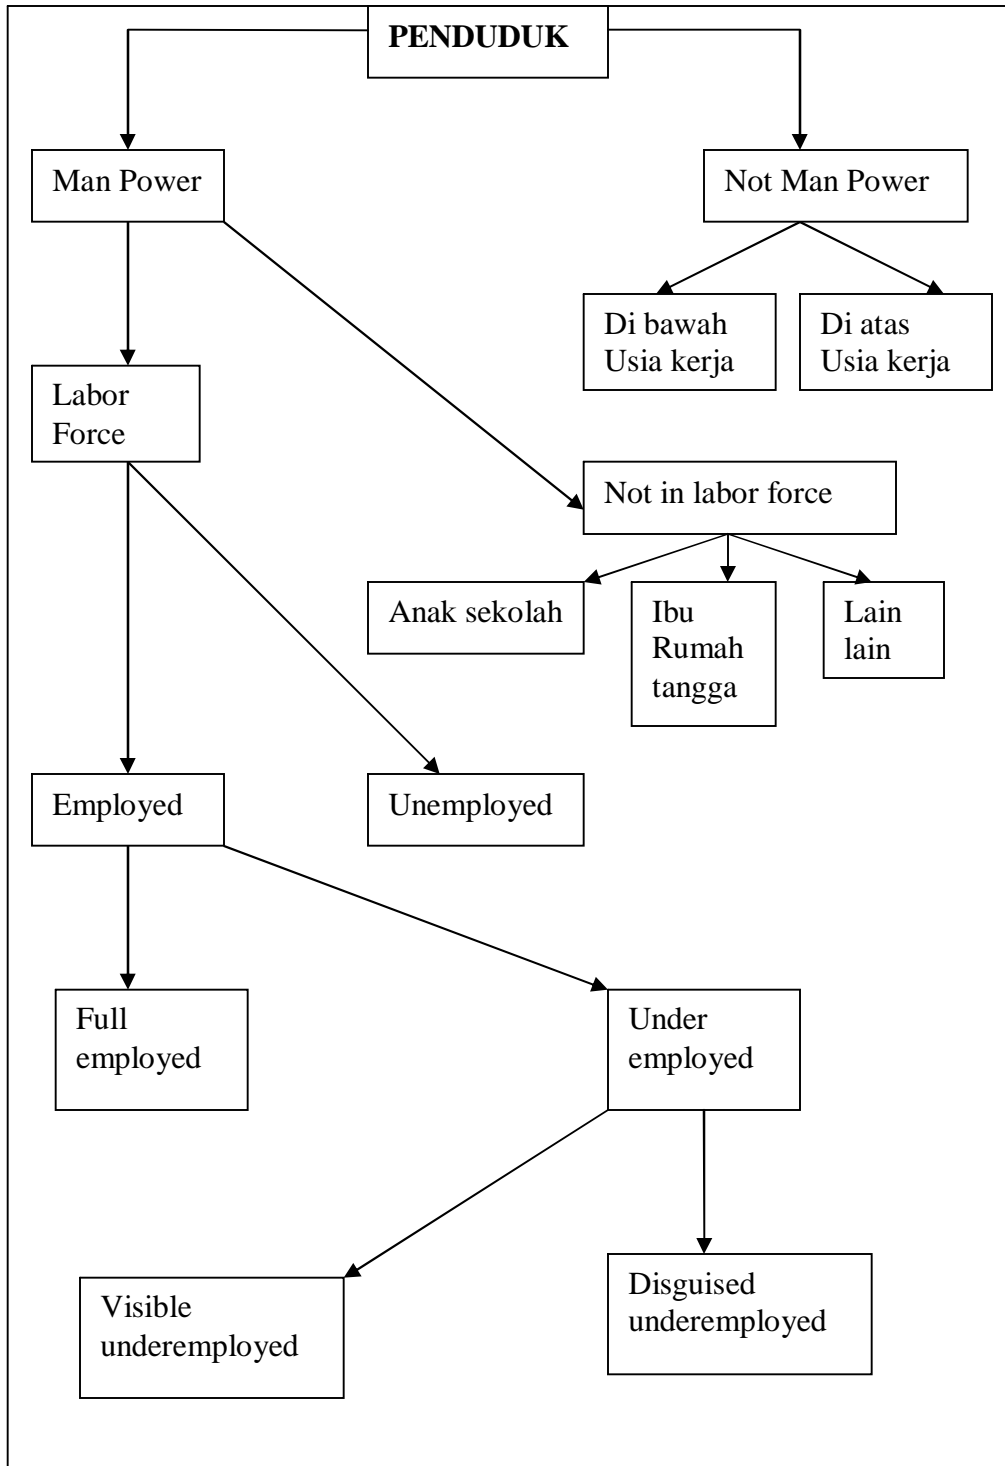 PENDUDUK
Man Power
Not Man Power
Di bawah
Usia kerja
Di atas
Usia kerja
Labor
Force
Not in labor force
Anak sekolah
Ibu
Rumah
tangga
Lain
lain
Employed
Unemployed
Full
employed
Under
employed
Visible
underemployed
Disguised
underemployed